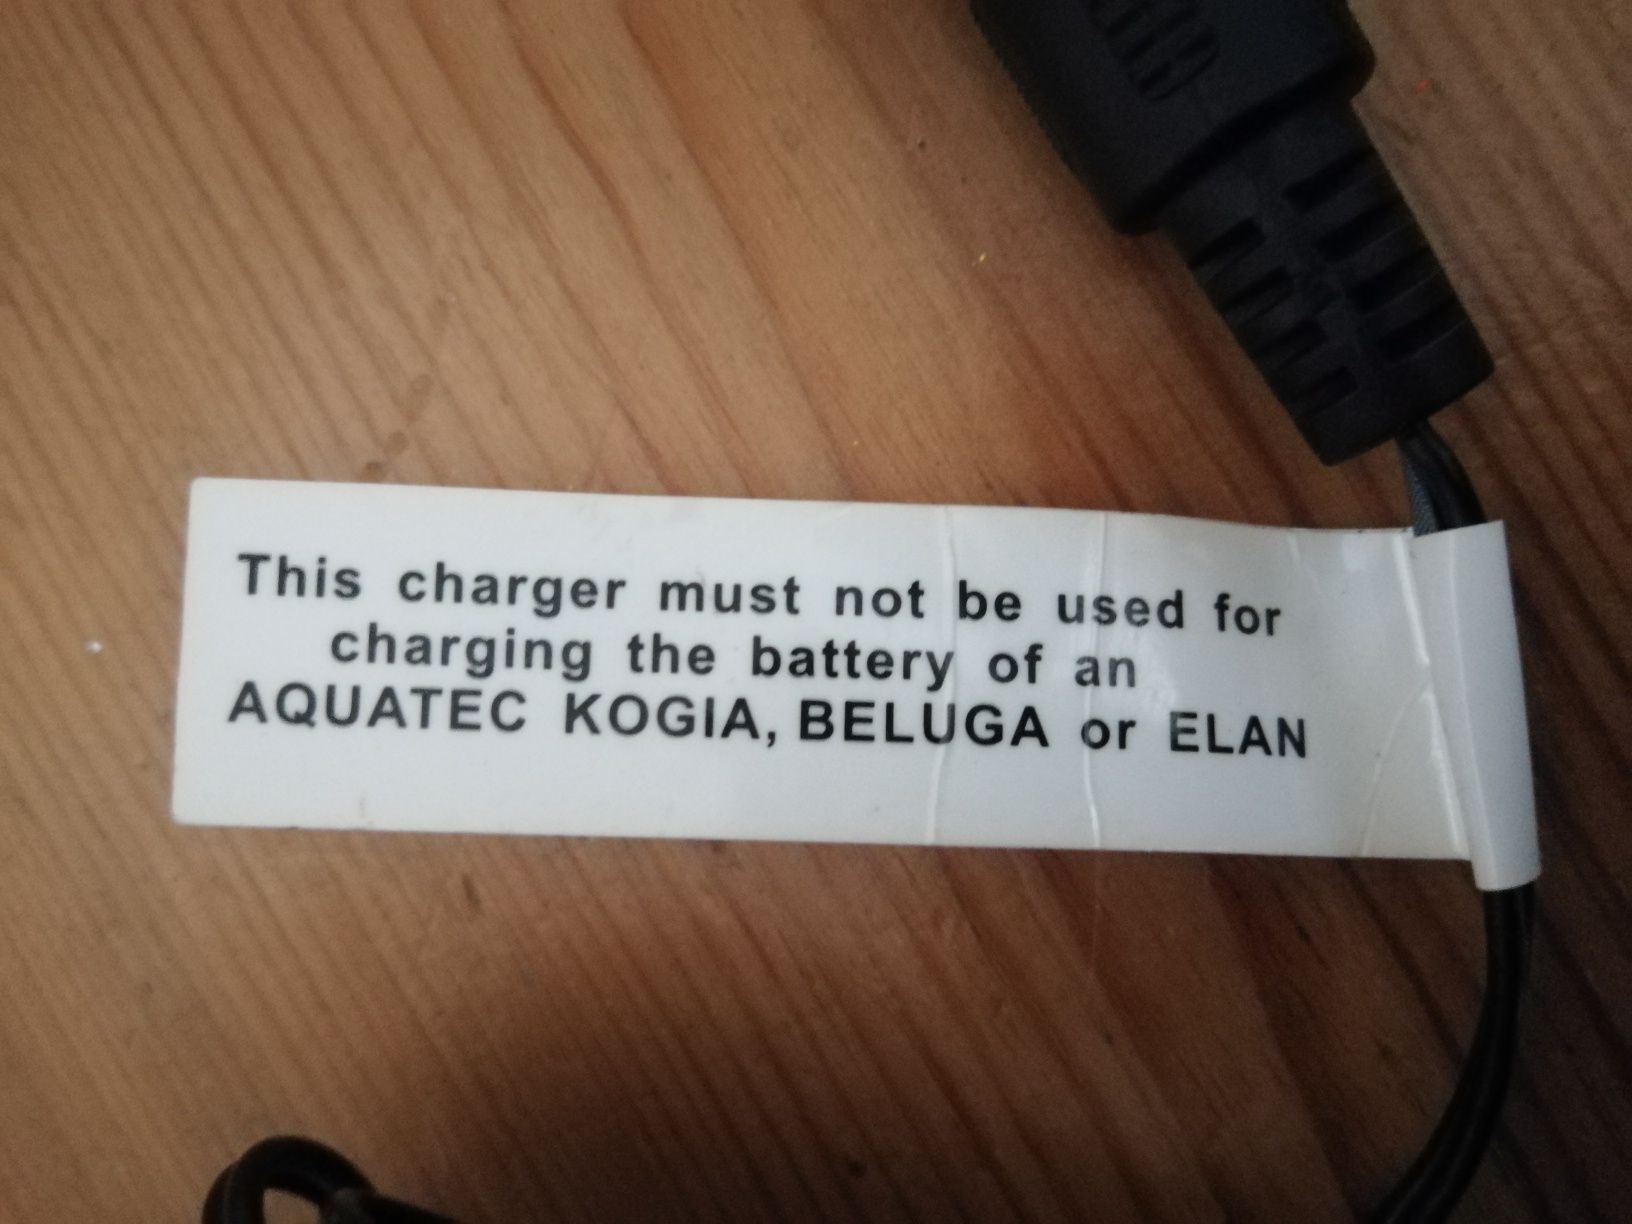 This charger must not be used for
charging the battery of an
AQUATEC KOGIA, BELUGA or ELAN